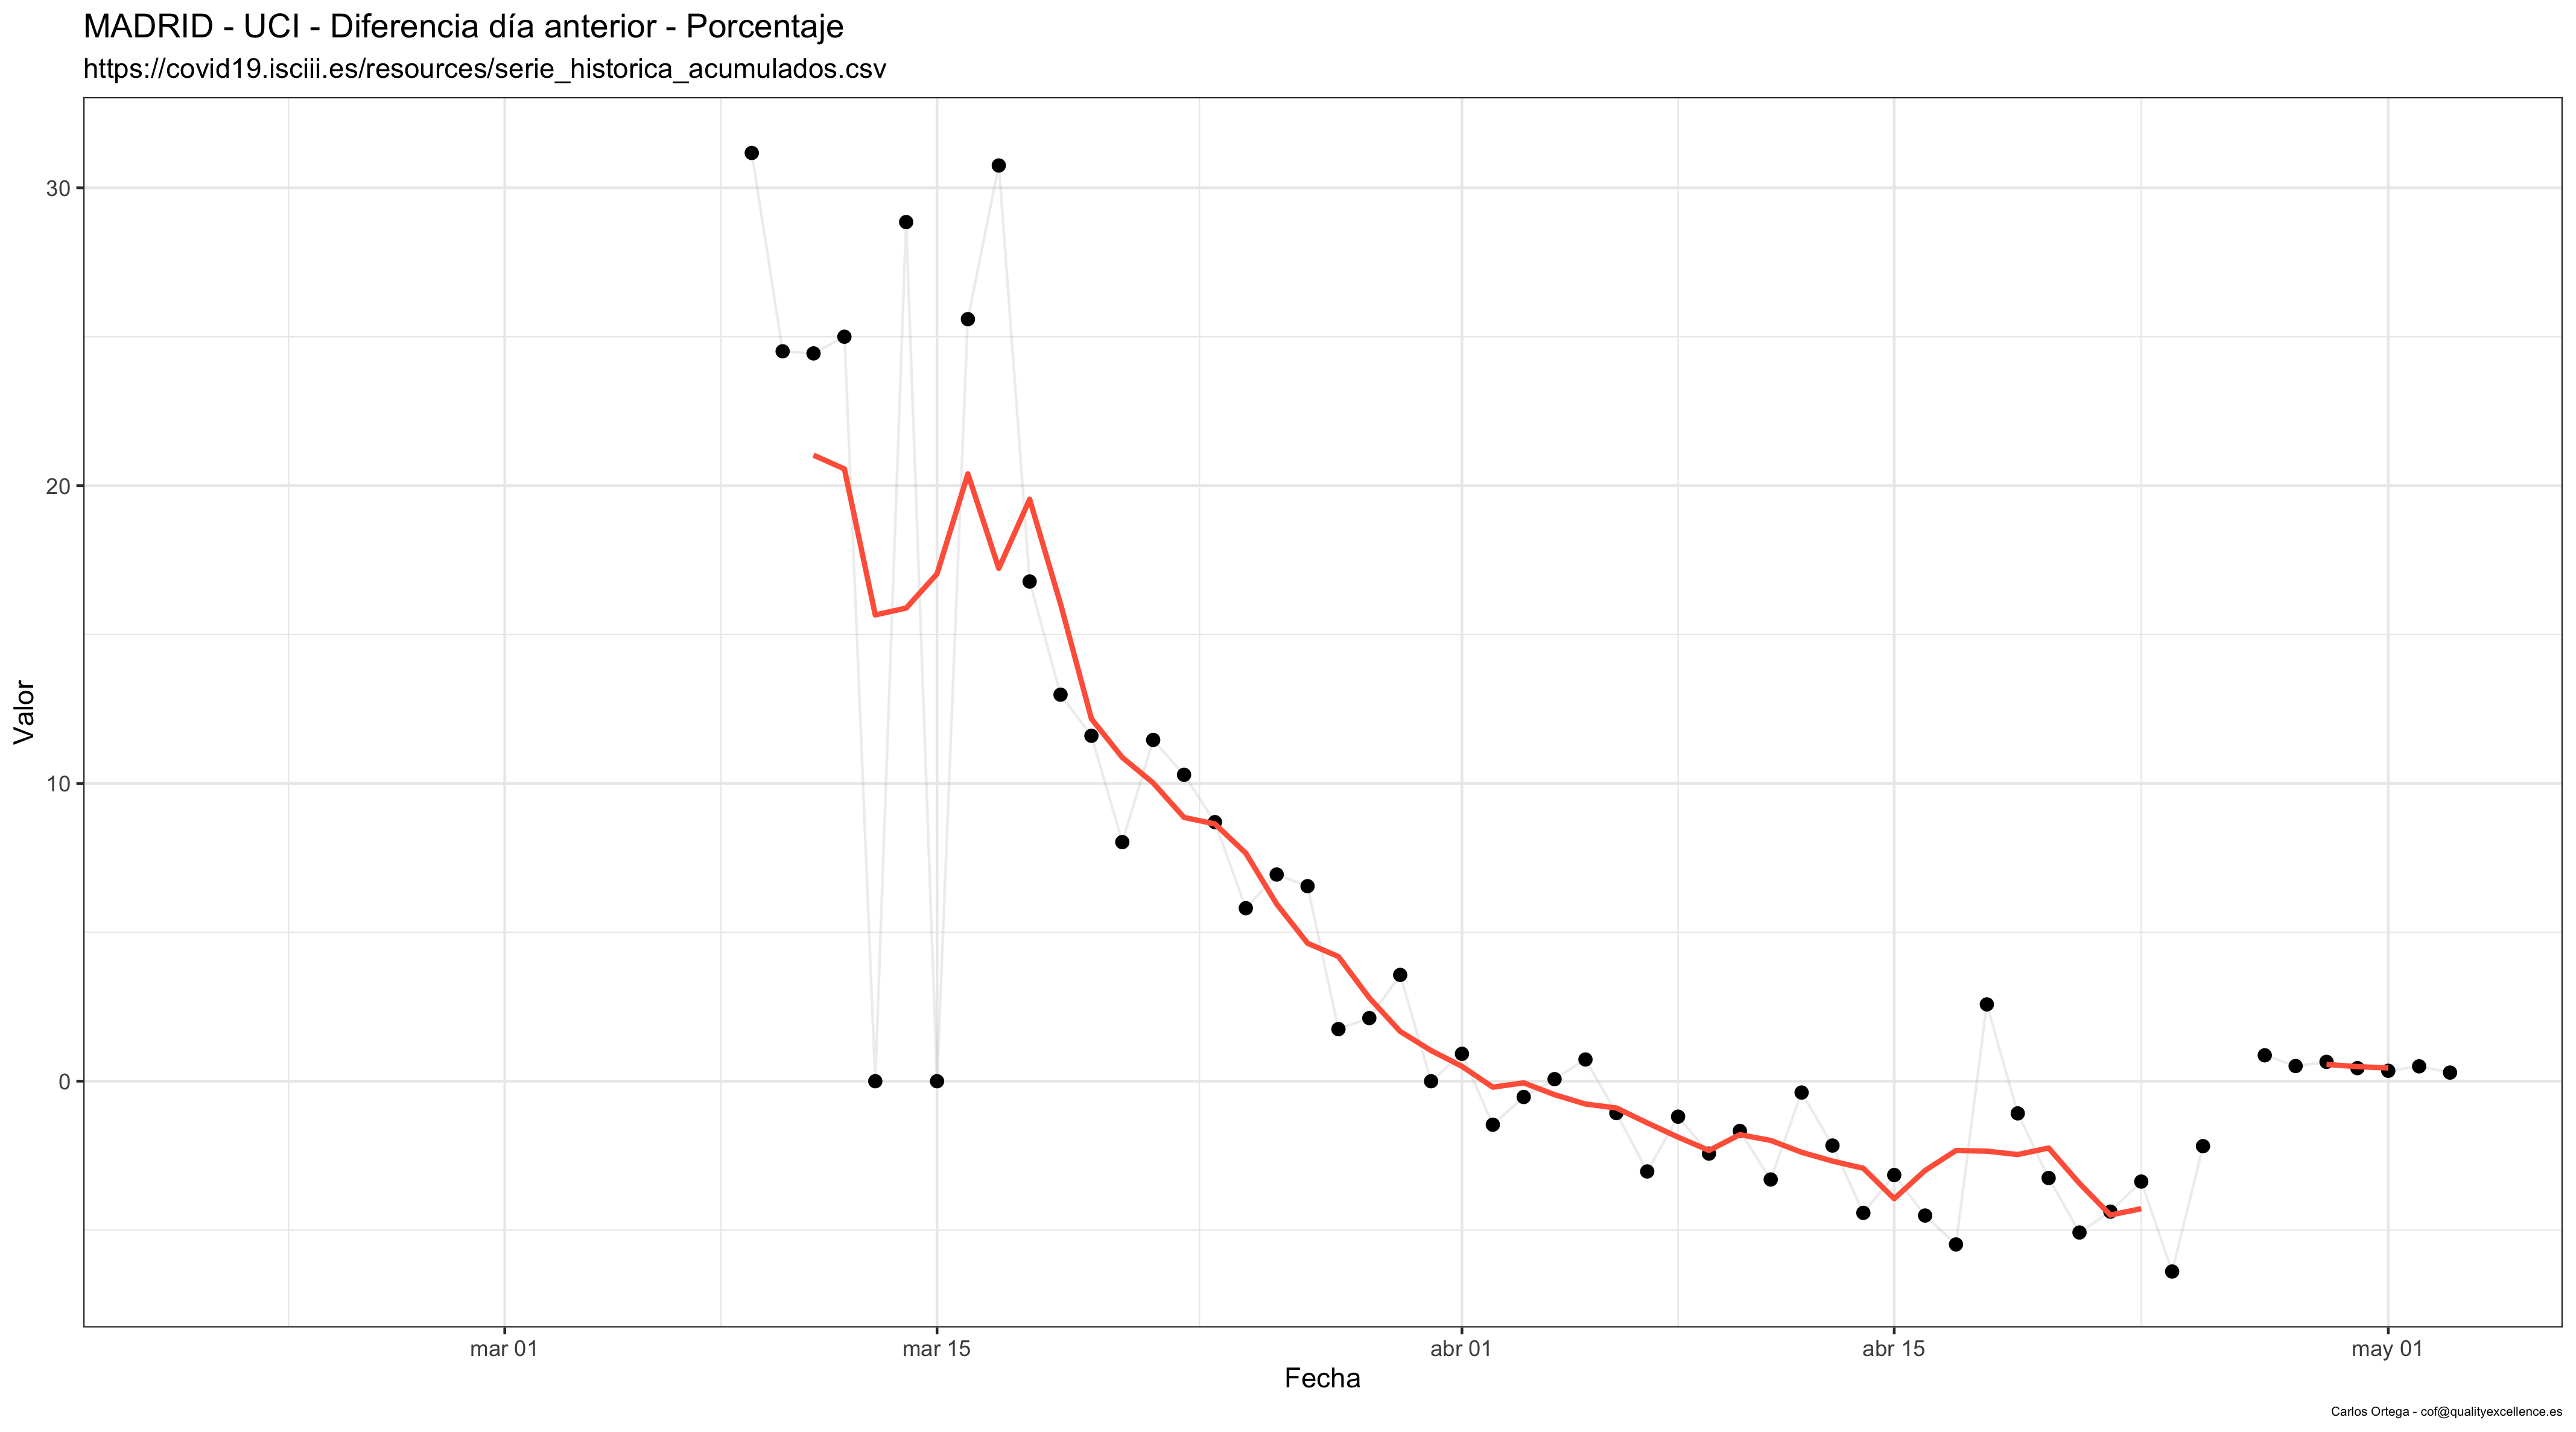 MADRID - UCI - Diferencia día anterior - Porcentaje
https://covid19.isciii.es/resources/serie_historica_acumulados.csv
30
20
10
0
Valor
mar 01
mar 15
abr 01
abr 15
may 01
Fecha
Carlos Ortega - cof@qualityexcellence.es